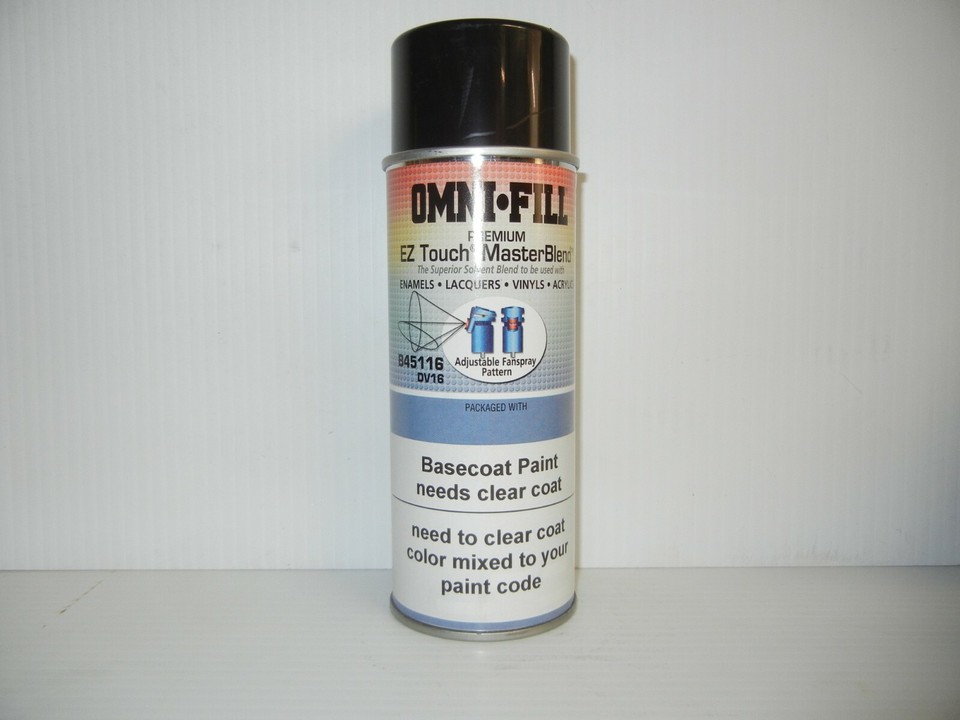 OMNI•FILL
PREMIUM
EZ Touch® MasterBlend™
The Superior Solvent Blend to be used with
ENAMELS • LACQUERS • VINYLS •
B45116
DV16
Adjustable Fanspray
Pattern
PACKAGED WITH
Basecoat Paint
needs clear coat
need to clear coat
color mixed to your
paint code